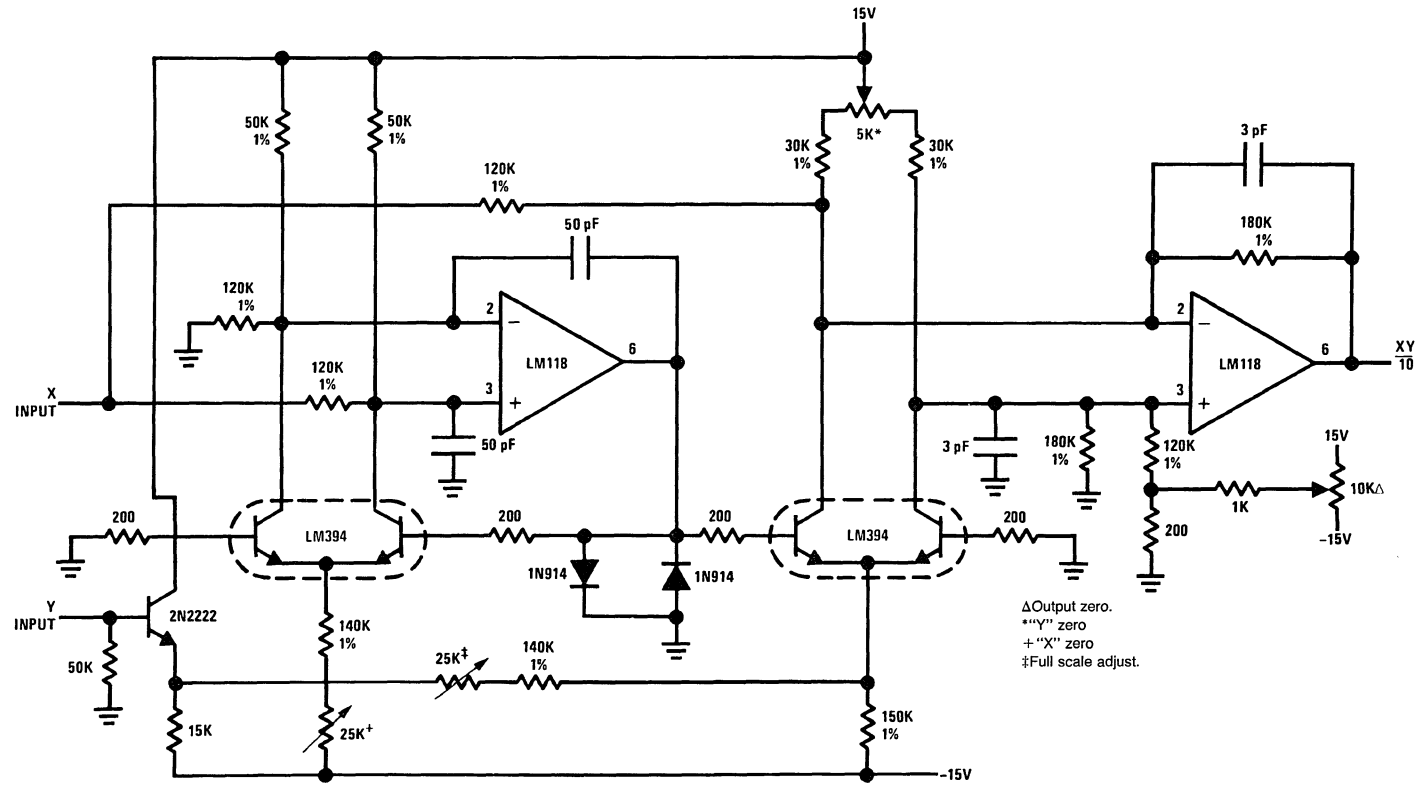 15V
50K
1%
50K
1%
5K*
30K
1%
30K
1%
3 pF
120K
1%
50 pF
180K
1%
120K
1%
2
−
LM118
6
3
+
2
−
LM118
6
3
+
XY
10
120K
1%
X
INPUT
50 pF
3 pF
180K
1%
120K
1%
15V
10KΔ
1K
−15V
200
LM394
200
200
LM394
200
200
1N914
1N914
Y
INPUT
2N2222
50K
140K
1%
25K‡
140K
1%
ΔOutput zero.
*“Y” zero
+“X” zero
‡Full scale adjust.
15K
25K+
150K
1%
−15V